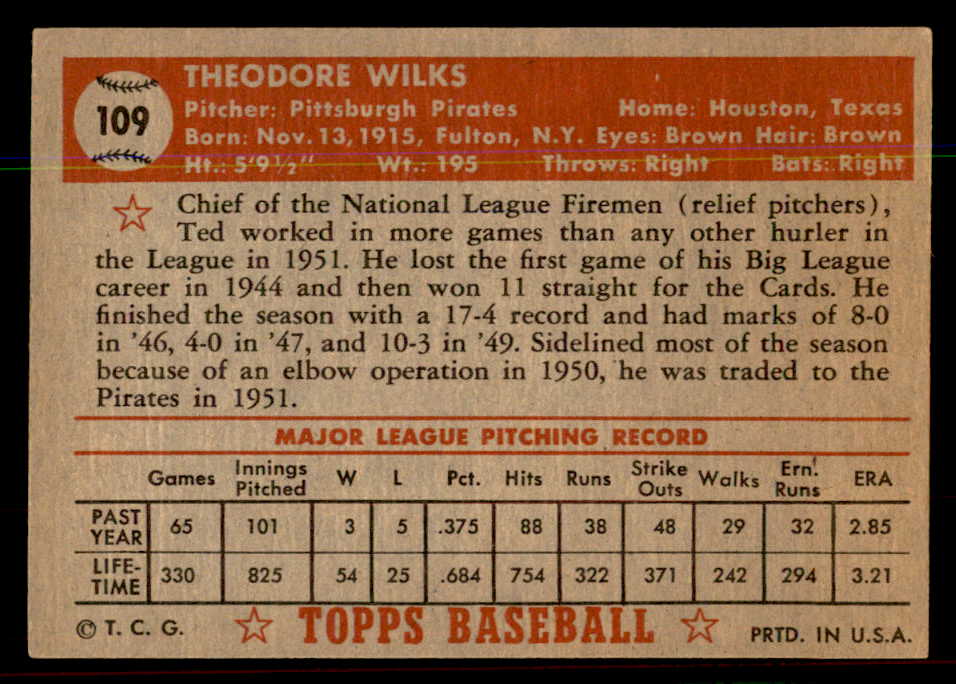 THEODORE WILKS
109
Pitcher: Pittsburgh Pirates Home: Houston, Texas
Born: Nov. 13, 1915, Fulton, N.Y. Eyes: Brown Hair: Brown
Ht.: 5'9½" Wt.: 195 Throws: Right Bats: Right
Chief of the National League Firemen (relief pitchers),
Ted worked in more games than any other hurler in
the League in 1951. He lost the first game of his Big League
career in 1944 and then won 11 straight for the Cards. He
finished the season with a 17-4 record and had marks of 8-0
in '46, 4-0 in '47, and 10-3 in '49. Sidelined most of the season
because of an elbow operation in 1950, he was traded to the
Pirates in 1951.
MAJOR LEAGUE PITCHING RECORD
Games Innings Pitched W L Pct. Hits Runs Strike Outs Walks Ern. Runs ERA
PAST YEAR 65 101 3 5 .375 88 38 48 29 32 2.85
LIFE-TIME 330 825 54 25 .684 754 322 371 242 294 3.21
© T. C. G. TOPPS BASEBALL PRTD. IN U.S.A.